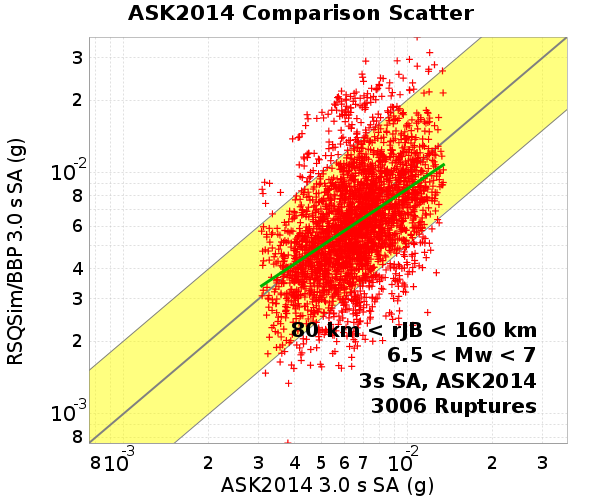 ASK2014 Comparison Scatter
RSQSim/BBP 3.0 s SA (g)
3
2
10-2
8
6
4
3
2
10-3
8
80 km < rJB < 160 km
6.5 < Mw < 7
3s SA, ASK2014
3006 Ruptures
8 10-3 2 3 4 5 6 7 10-2 2 3
ASK2014 3.0 s SA (g)